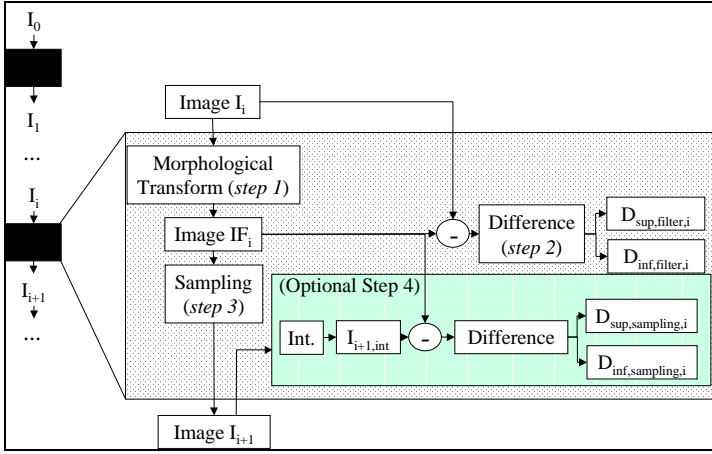 I0
I1
...
Ii
Ii+1
...
Image Ii
Morphological
Transform (step 1)
Image IFi
Sampling
(step 3)
Image Ii+1
-
Difference
(step 2)
Dsup,filter,i
Dinf,filter,i
(Optional Step 4)
Int.
Ii+1,int
-
Difference
Dsup,sampling,i
Dinf,sampling,i